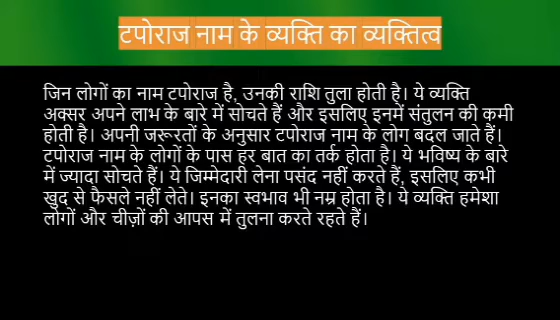 टपोराज नाम के व्यक्ति का व्यक्तित्व
जिन लोगों का नाम टपोराज है, उनकी राशि तुला होती है। ये व्यक्ति
अक्सर अपने लाभ के बारे में सोचते हैं और इसलिए इनमें संतुलन की कमी
होती है। अपनी जरूरतों के अनुसार टपोराज नाम के लोग बदल जाते हैं।
टपोराज नाम के लोगों के पास हर बात का तर्क होता है। ये भविष्य के बारे
में ज्यादा सोचते हैं। ये जिम्मेदारी लेना पसंद नहीं करते हैं, इसलिए कभी
खुद से फैसले नहीं लेते। इनका स्वभाव भी नम्र होता है। ये व्यक्ति हमेशा
लोगों और चीज़ों की आपस में तुलना करते रहते हैं।